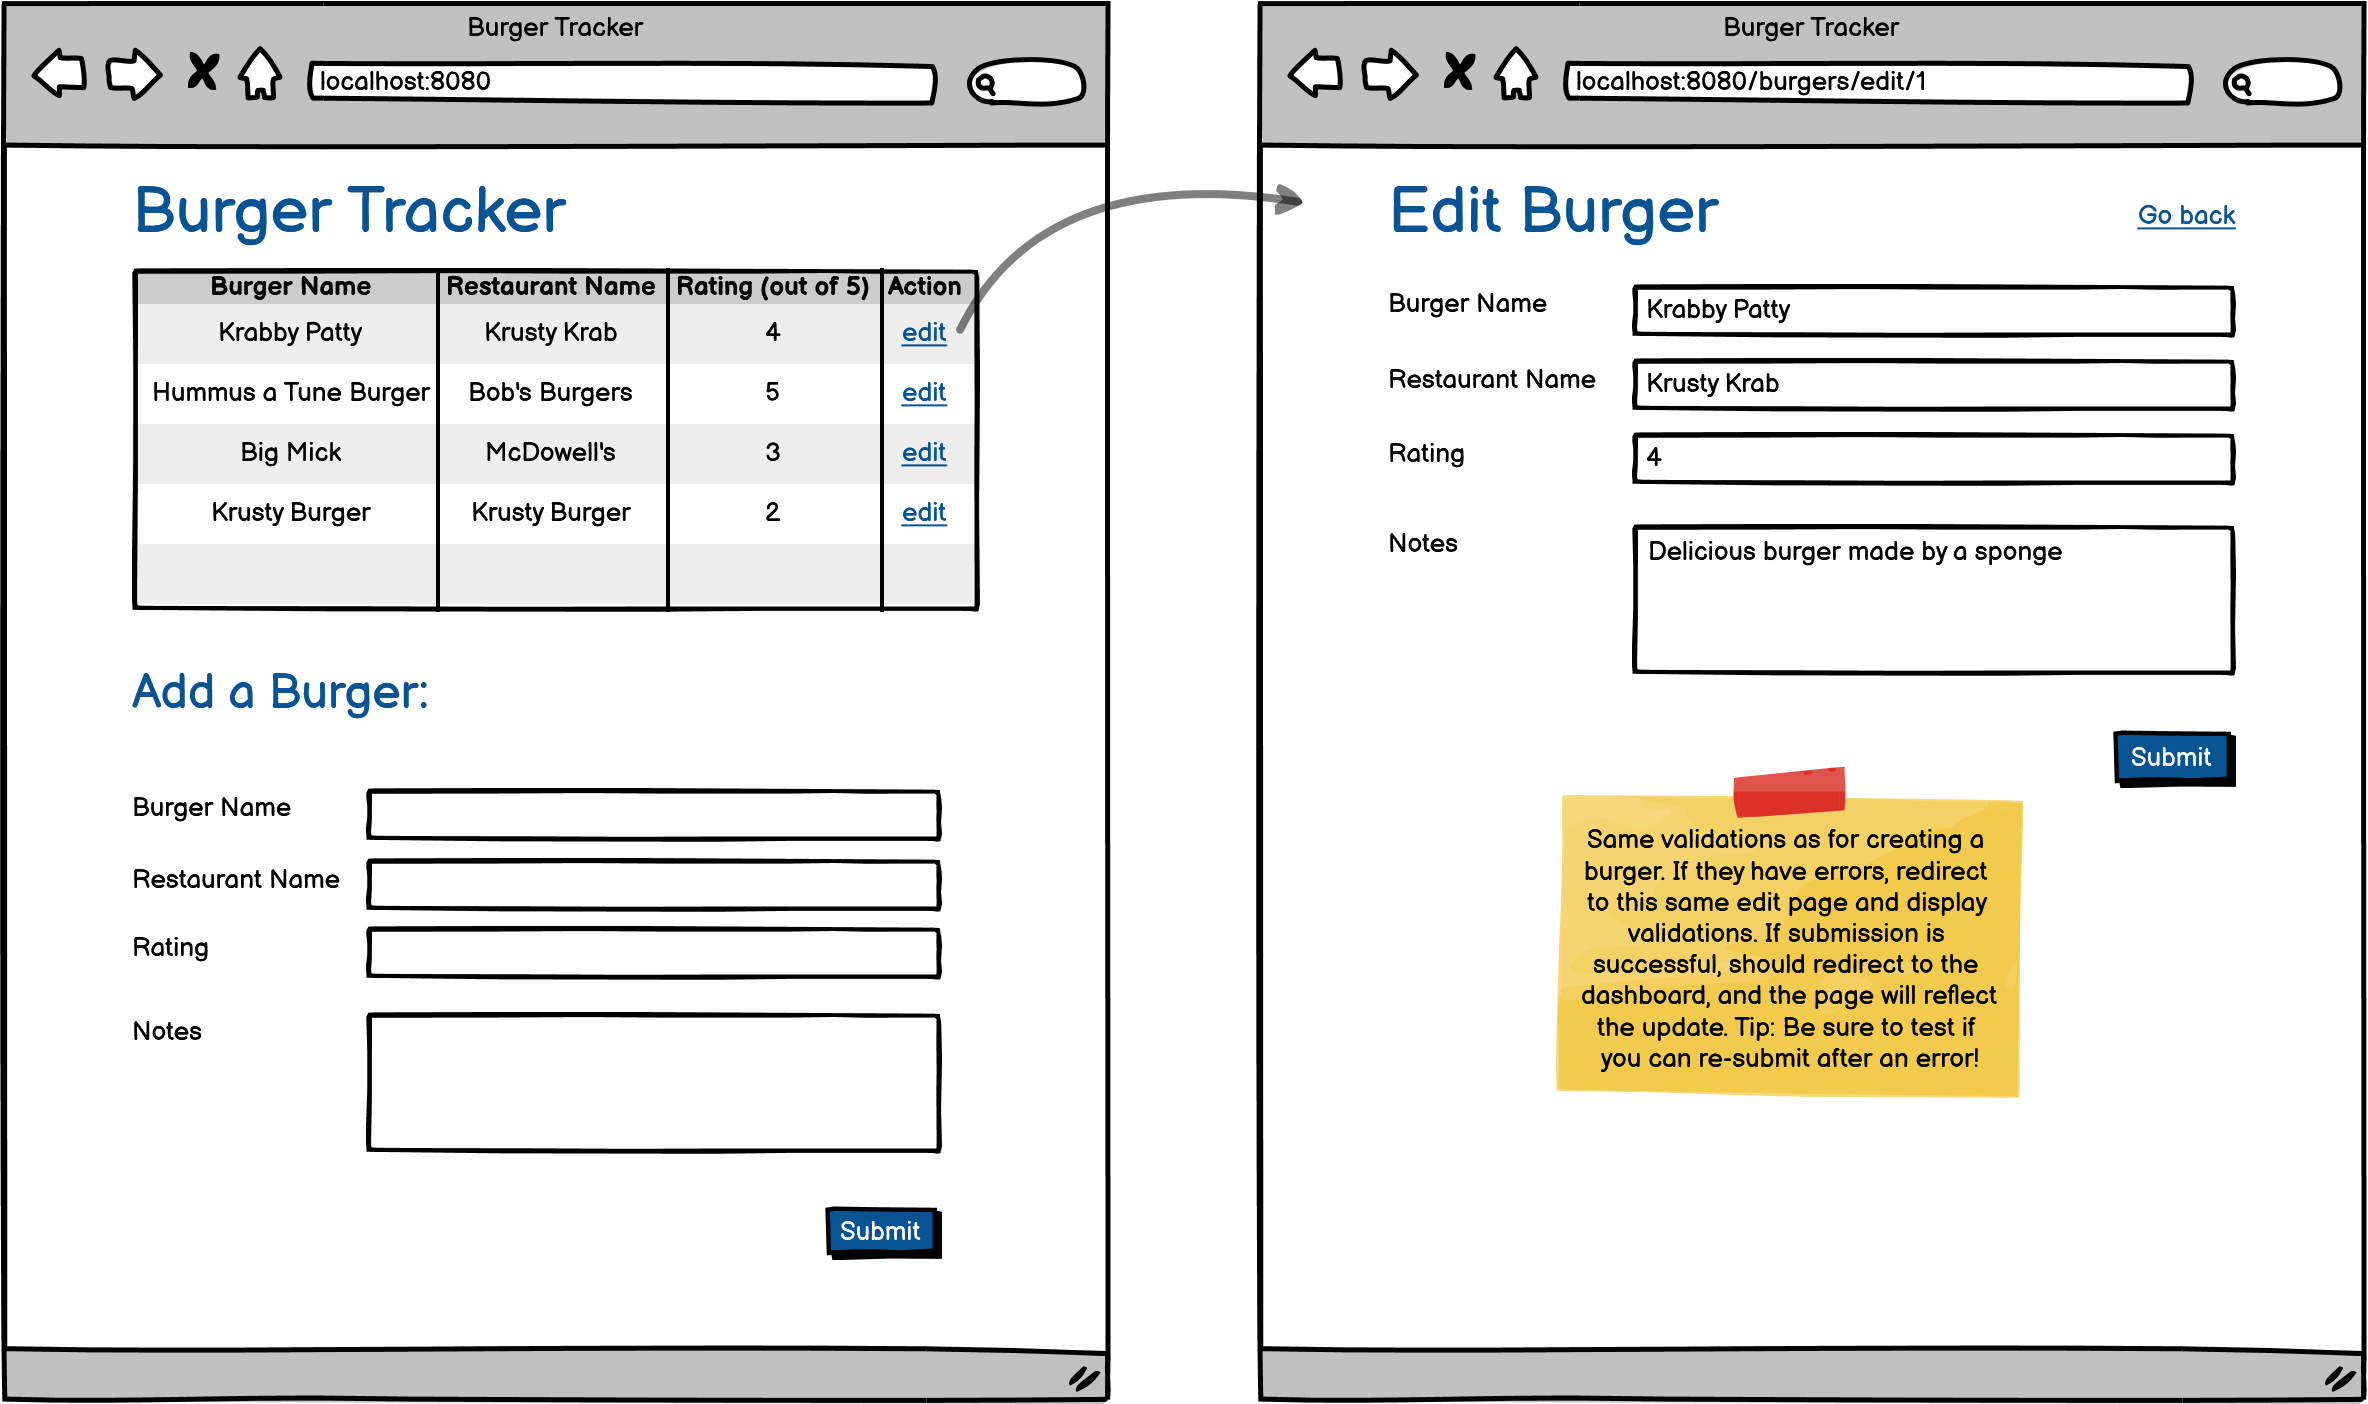 Burger Tracker
localhost:8080
Burger Tracker
Burger Name Restaurant Name Rating (out of 5) Action
Krabby Patty Krusty Krab 4 edit
Hummus a Tune Burger Bob's Burgers 5 edit
Big Mick McDowell's 3 edit
Krusty Burger Krusty Burger 2 edit
Add a Burger:
Burger Name
Restaurant Name
Rating
Notes
Submit
Burger Tracker
localhost:8080/burgers/edit/1
Edit Burger Go back
Burger Name Krabby Patty
Restaurant Name Krusty Krab
Rating 4
Notes Delicious burger made by a sponge
Submit
Same validations as for creating a
burger. If they have errors, redirect
to this same edit page and display
validations. If submission is
successful, should redirect to the
dashboard, and the page will reflect
the update. Tip: Be sure to test if
you can re-submit after an error!